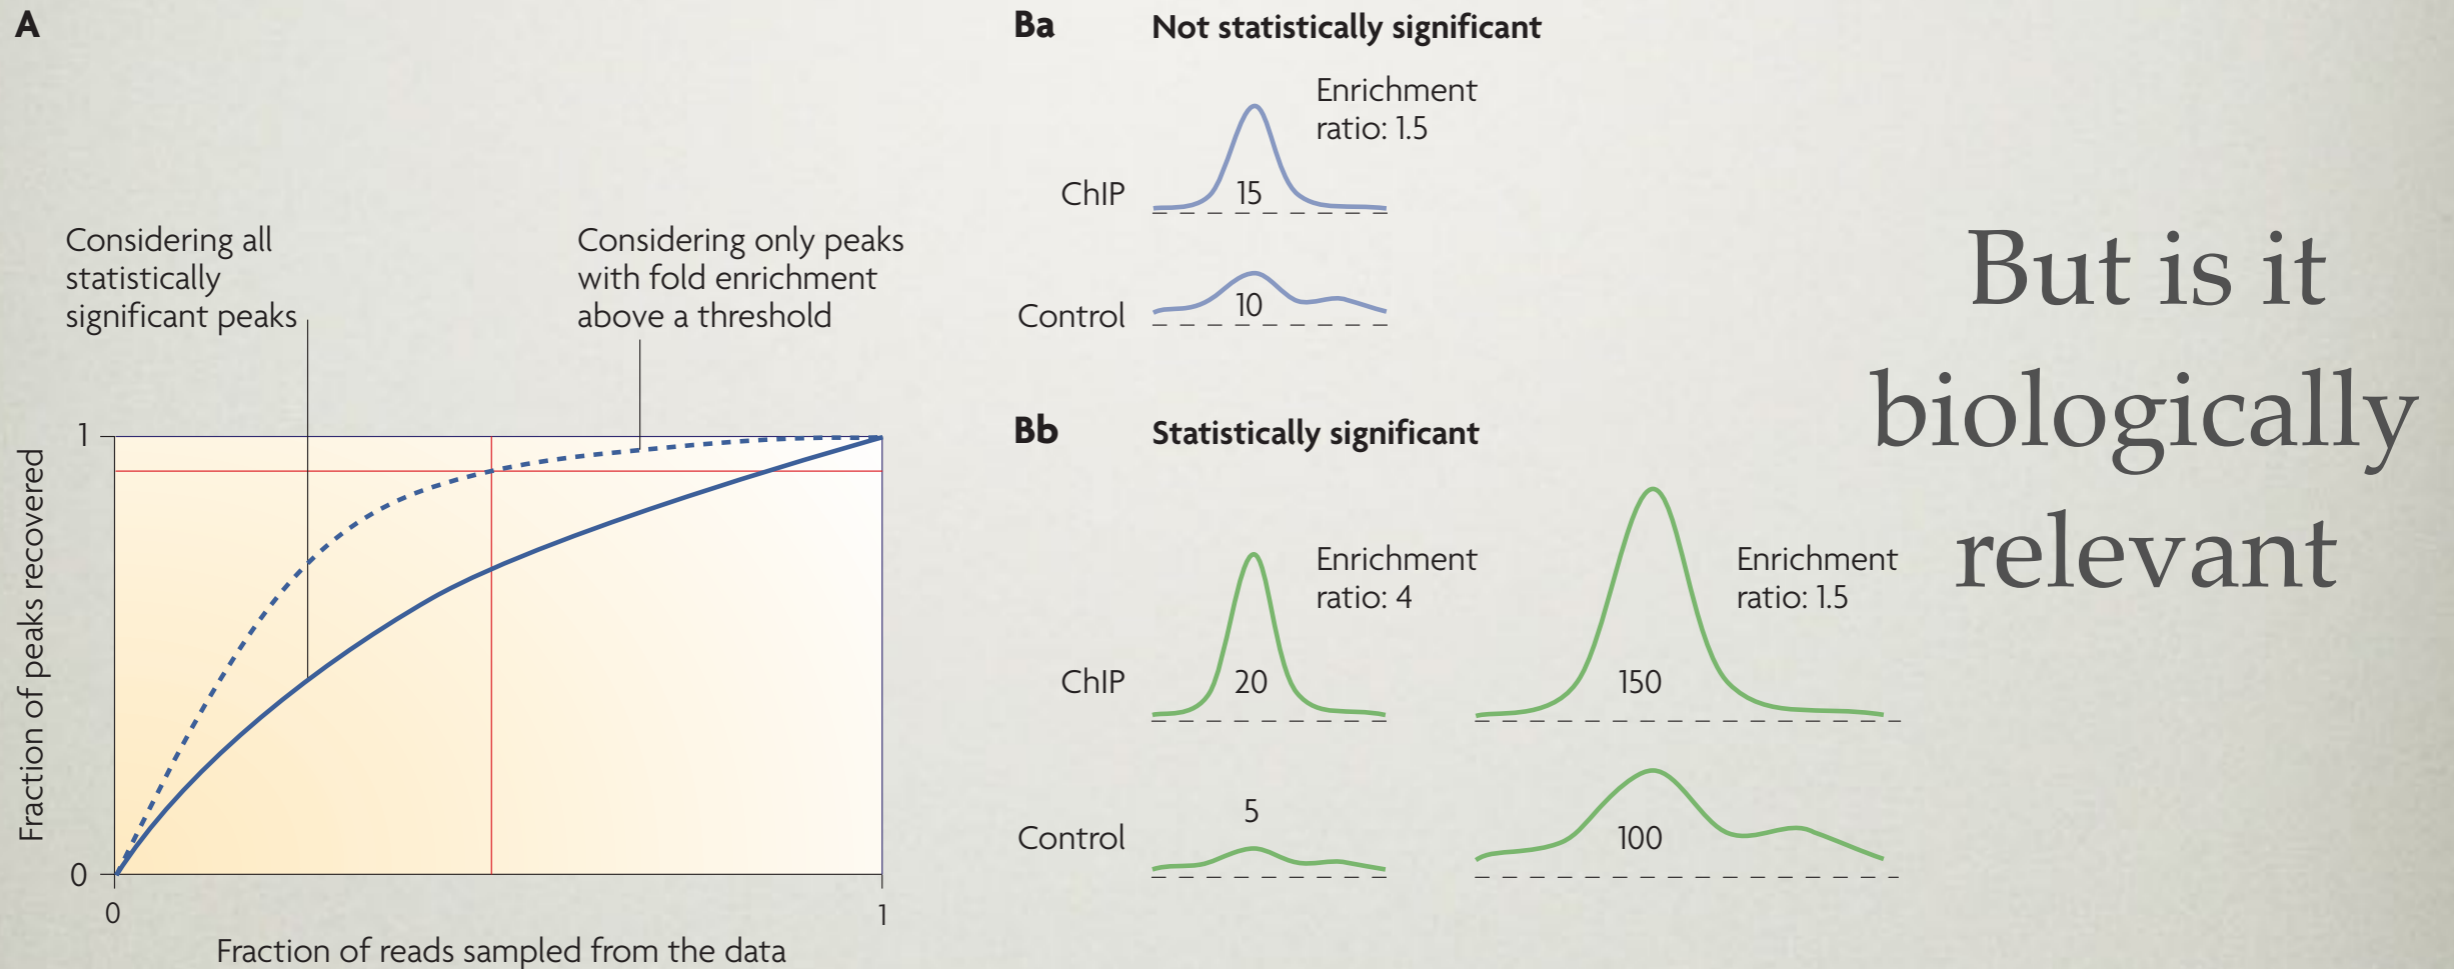 A
Considering all
statistically
significant peaks
Considering only peaks
with fold enrichment
above a threshold
1
Fraction of peaks recovered
0
0
1
Fraction of reads sampled from the data
Ba
Not statistically significant
Enrichment
ratio: 1.5
ChIP
15
Control
10
Bb
Statistically significant
Enrichment
ratio: 4
Enrichment
ratio: 1.5
ChIP
20
150
5
Control
100
But is it
biologically
relevant